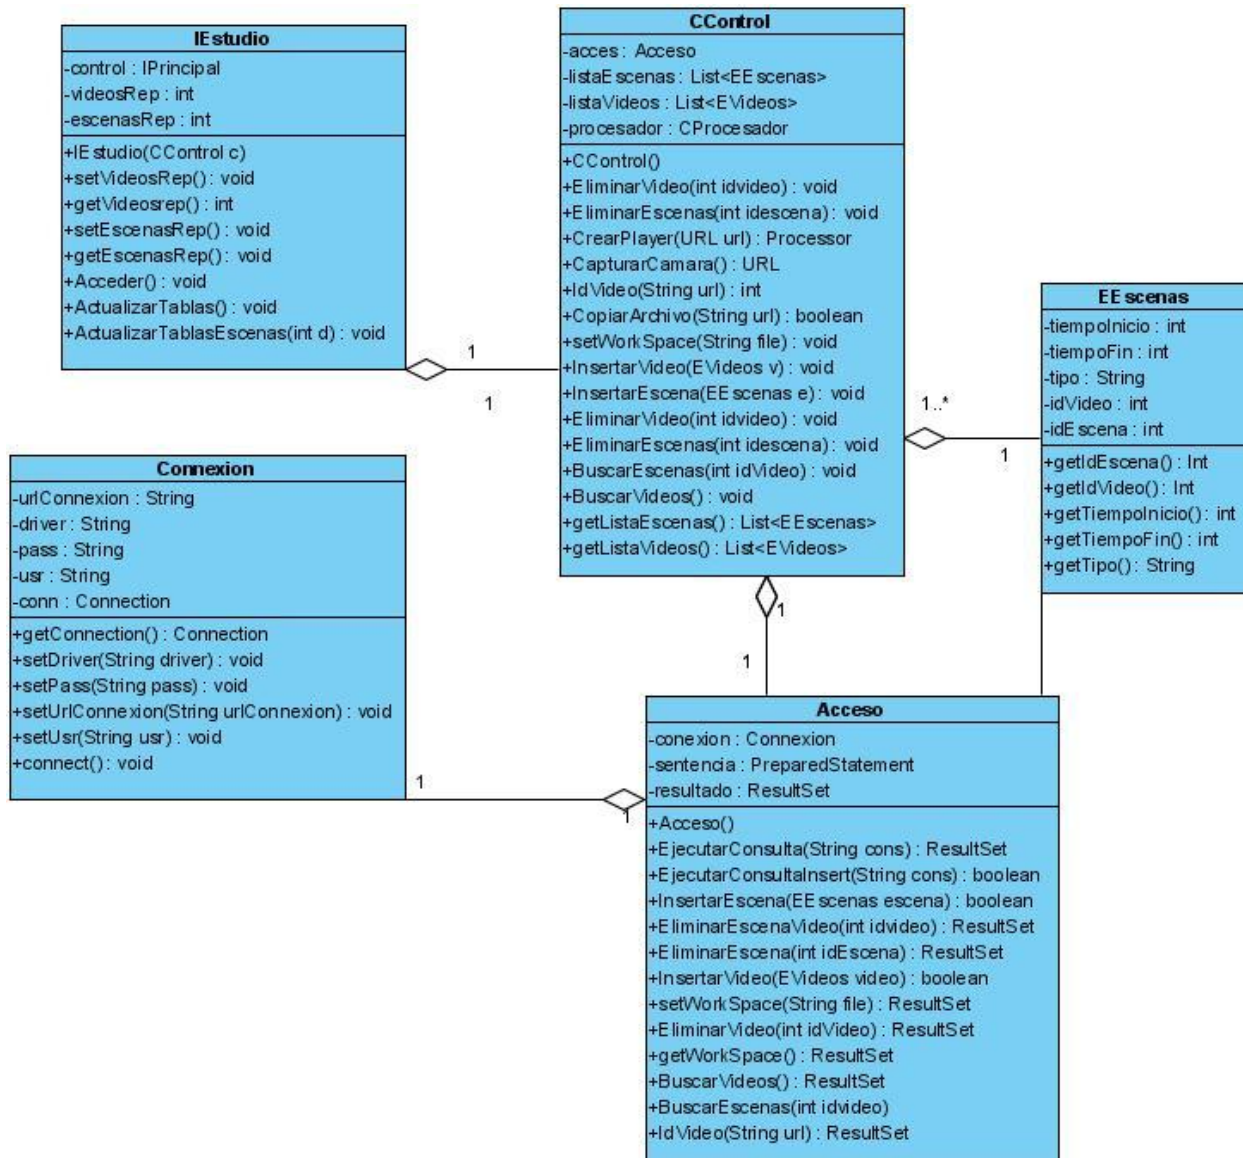 IEstudio
-control : IPrincipal
-videosRep : int
-escenasRep : int
+IEstudio(CControl c)
+setVideosRep() : void
+getVideosrep() : int
+setEscenasRep() : void
+getEscenasRep() : void
+Acceder() : void
+ActualizarTablas() : void
+ActualizarTablasEscenas(int d) : void
1
1
CControl
-acces : Acceso
-listaEscenas : List<EEscenas>
-listaVideos : List<EVideos>
-procesador : CProcesador
+CControl()
+EliminarVideo(int idvideo) : void
+EliminarEscenas(int idescena) : void
+CrearPlayer(URL url) : Processor
+CapturarCamara() : URL
+IdVideo(String url) : int
+CopiarArchivo(String url) : boolean
+setWorkSpace(String file) : void
+InsertarVideo(EVideos v) : void
+InsertarEscena(EEscenas e) : void
+EliminarVideo(int idvideo) : void
+EliminarEscenas(int idescena) : void
+BuscarEscenas(int idVideo) : void
+BuscarVideos() : void
+getListaEscenas() : List<EEscenas>
+getListaVideos() : List<EVideos>
1..*
1
EEscenas
-tiempoInicio : int
-tiempoFin : int
-tipo : String
-idVideo : int
-idEscena : int
+getIdEscena() : Int
+getIdVideo() : Int
+getTiempoInicio() : int
+getTiempoFin() : int
+getTipo() : String
Connexion
-urlConnexion : String
-driver : String
-pass : String
-usr : String
-conn : Connection
+getConnection() : Connection
+setDriver(String driver) : void
+setPass(String pass) : void
+setUrlConnexion(String urlConnexion) : void
+setUsr(String usr) : void
+connect() : void
1
1
1
1
Acceso
-conexion : Connexion
-sentencia : PreparedStatement
-resultado : ResultSet
+Acceso()
+EjecutarConsulta(String cons) : ResultSet
+EjecutarConsultaInsert(String cons) : boolean
+InsertarEscena(EEscenas escena) : boolean
+EliminarEscenaVideo(int idvideo) : ResultSet
+EliminarEscena(int idEscena) : ResultSet
+InsertarVideo(EVideos video) : boolean
+setWorkSpace(String file) : ResultSet
+EliminarVideo(int idVideo) : ResultSet
+getWorkSpace() : ResultSet
+BuscarVideos() : ResultSet
+BuscarEscenas(int idvideo)
+IdVideo(String url) : ResultSet